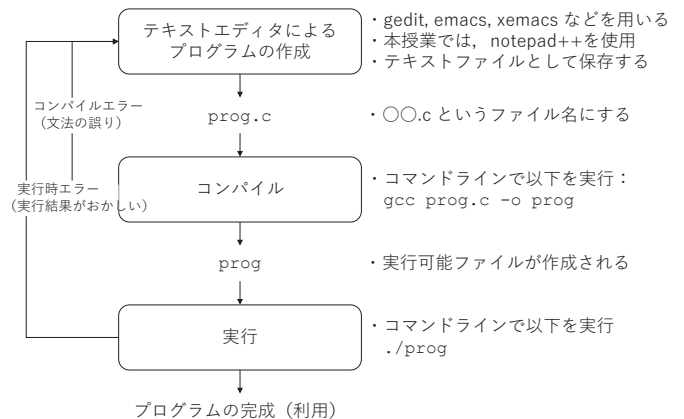 テキストエディタによる
プログラムの作成
・gedit, emacs, xemacs などを用いる
・本授業では，notepad++を使用
・テキストファイルとして保存する
コンパイルエラー
（文法の誤り）
prog.c
・○○.c というファイル名にする
実行時エラー
（実行結果がおかしい）
コンパイル
・コマンドラインで以下を実行：
gcc prog.c -o prog
prog
・実行可能ファイルが作成される
実行
・コマンドラインで以下を実行
./prog
プログラムの完成（利用）